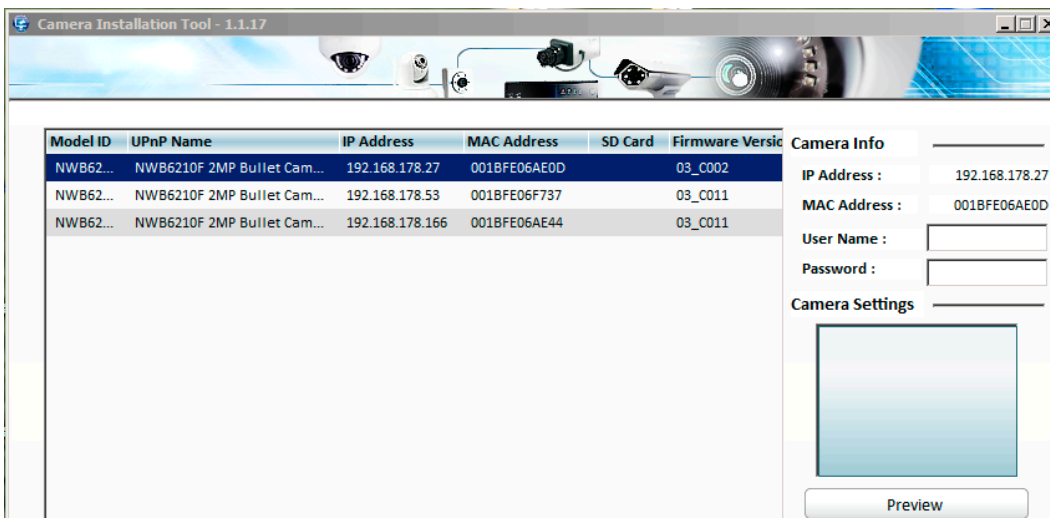 Camera Installation Tool - 1.1.17
Model ID UPnP Name IP Address MAC Address SD Card Firmware Versio
NWB62... NWB6210F 2MP Bullet Cam... 192.168.178.27 001BFE06AE0D 03_C002
NWB62... NWB6210F 2MP Bullet Cam... 192.168.178.53 001BFE06F737 03_C011
NWB62... NWB6210F 2MP Bullet Cam... 192.168.178.166 001BFE06AE44 03_C011
Camera Info
IP Address : 192.168.178.27
MAC Address : 001BFE06AE0D
User Name :
Password :
Camera Settings
Preview